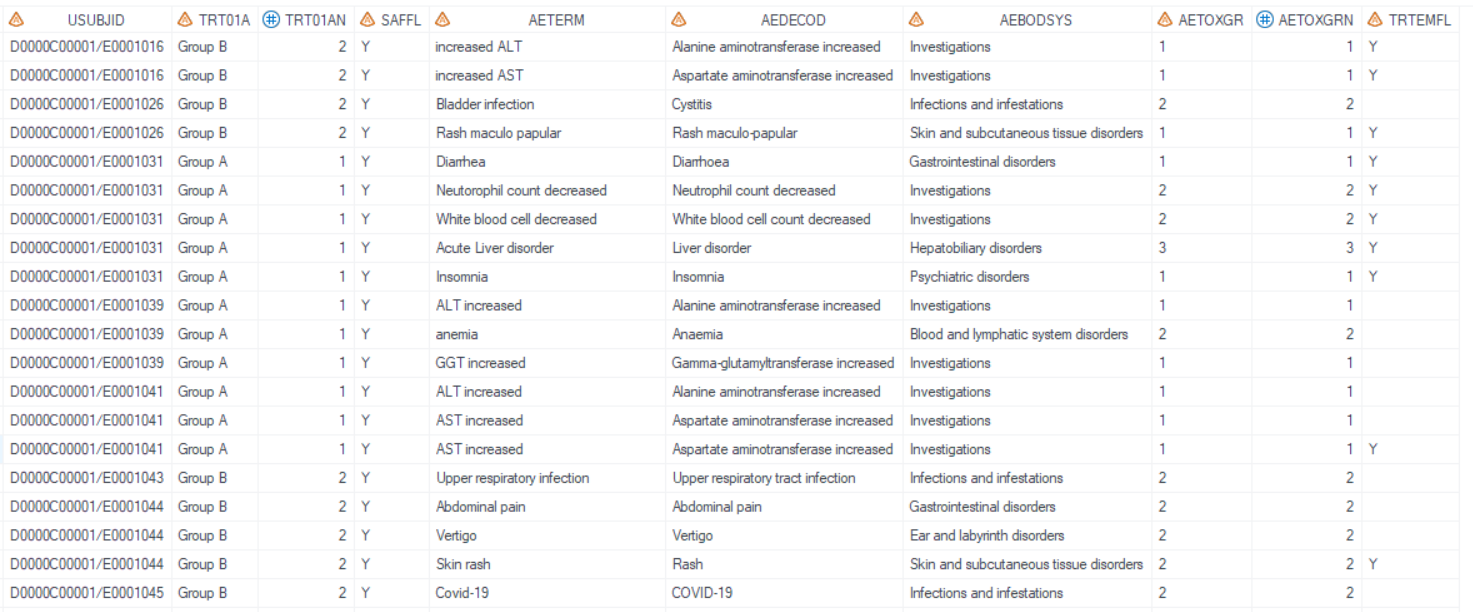 USUBJID TRT01A TRT01AN SAFFL AETERM AEDECOD AEBODSYS AETOXGR AETOXGRN TRTEMFL
D0000C00001/E0001016 Group B 2 Y increased ALT Alanine aminotransferase increased Investigations 1 1 Y
D0000C00001/E0001016 Group B 2 Y increased AST Aspartate aminotransferase increased Investigations 1 1 Y
D0000C00001/E0001026 Group B 2 Y Bladder infection Cystitis Infections and infestations 2 2
D0000C00001/E0001026 Group B 2 Y Rash maculo papular Rash maculo-papular Skin and subcutaneous tissue disorders 1 1 Y
D0000C00001/E0001031 Group A 1 Y Diarrhea Diarrhoea Gastrointestinal disorders 1 1 Y
D0000C00001/E0001031 Group A 1 Y Neutorophil count decreased Neutrophil count decreased Investigations 2 2 Y
D0000C00001/E0001031 Group A 1 Y White blood cell decreased White blood cell count decreased Investigations 2 2 Y
D0000C00001/E0001031 Group A 1 Y Acute Liver disorder Liver disorder Hepatobiliary disorders 3 3 Y
D0000C00001/E0001031 Group A 1 Y Insomnia Insomnia Psychiatric disorders 1 1 Y
D0000C00001/E0001039 Group A 1 Y ALT increased Alanine aminotransferase increased Investigations 1 1
D0000C00001/E0001039 Group A 1 Y anemia Anaemia Blood and lymphatic system disorders 2 2
D0000C00001/E0001039 Group A 1 Y GGT increased Gamma-glutamyltransferase increased Investigations 1 1
D0000C00001/E0001041 Group A 1 Y ALT increased Alanine aminotransferase increased Investigations 1 1
D0000C00001/E0001041 Group A 1 Y AST increased Aspartate aminotransferase increased Investigations 1 1
D0000C00001/E0001041 Group A 1 Y AST increased Aspartate aminotransferase increased Investigations 1 1 Y
D0000C00001/E0001043 Group B 2 Y Upper respiratory infection Upper respiratory tract infection Infections and infestations 2 2
D0000C00001/E0001044 Group B 2 Y Abdominal pain Abdominal pain Gastrointestinal disorders 2 2
D0000C00001/E0001044 Group B 2 Y Vertigo Vertigo Ear and labyrinth disorders 2 2
D0000C00001/E0001044 Group B 2 Y Skin rash Rash Skin and subcutaneous tissue disorders 2 2 Y
D0000C00001/E0001045 Group B 2 Y Covid-19 COVID-19 Infections and infestations 2 2